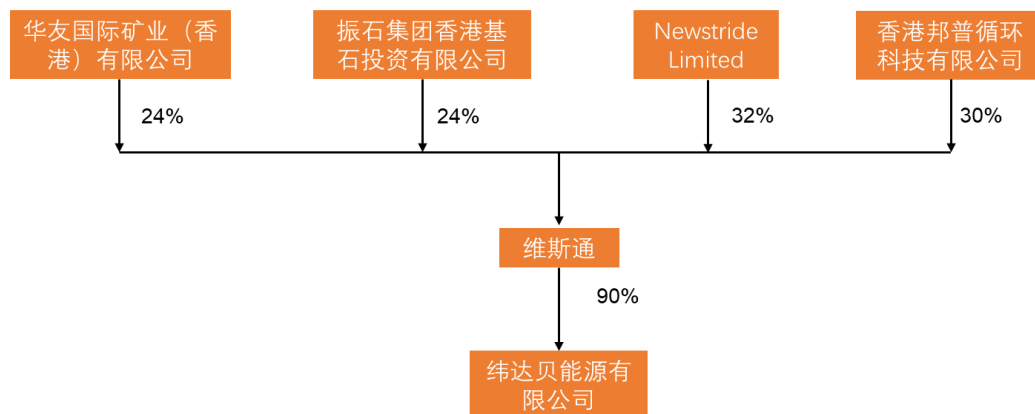 华友国际矿业（香
港）有限公司
振石集团香港基
石投资有限公司
Newstride
Limited
香港邦普循环
科技有限公司
24%
24%
32%
30%
维斯通
90%
纬达贝能源有
限公司